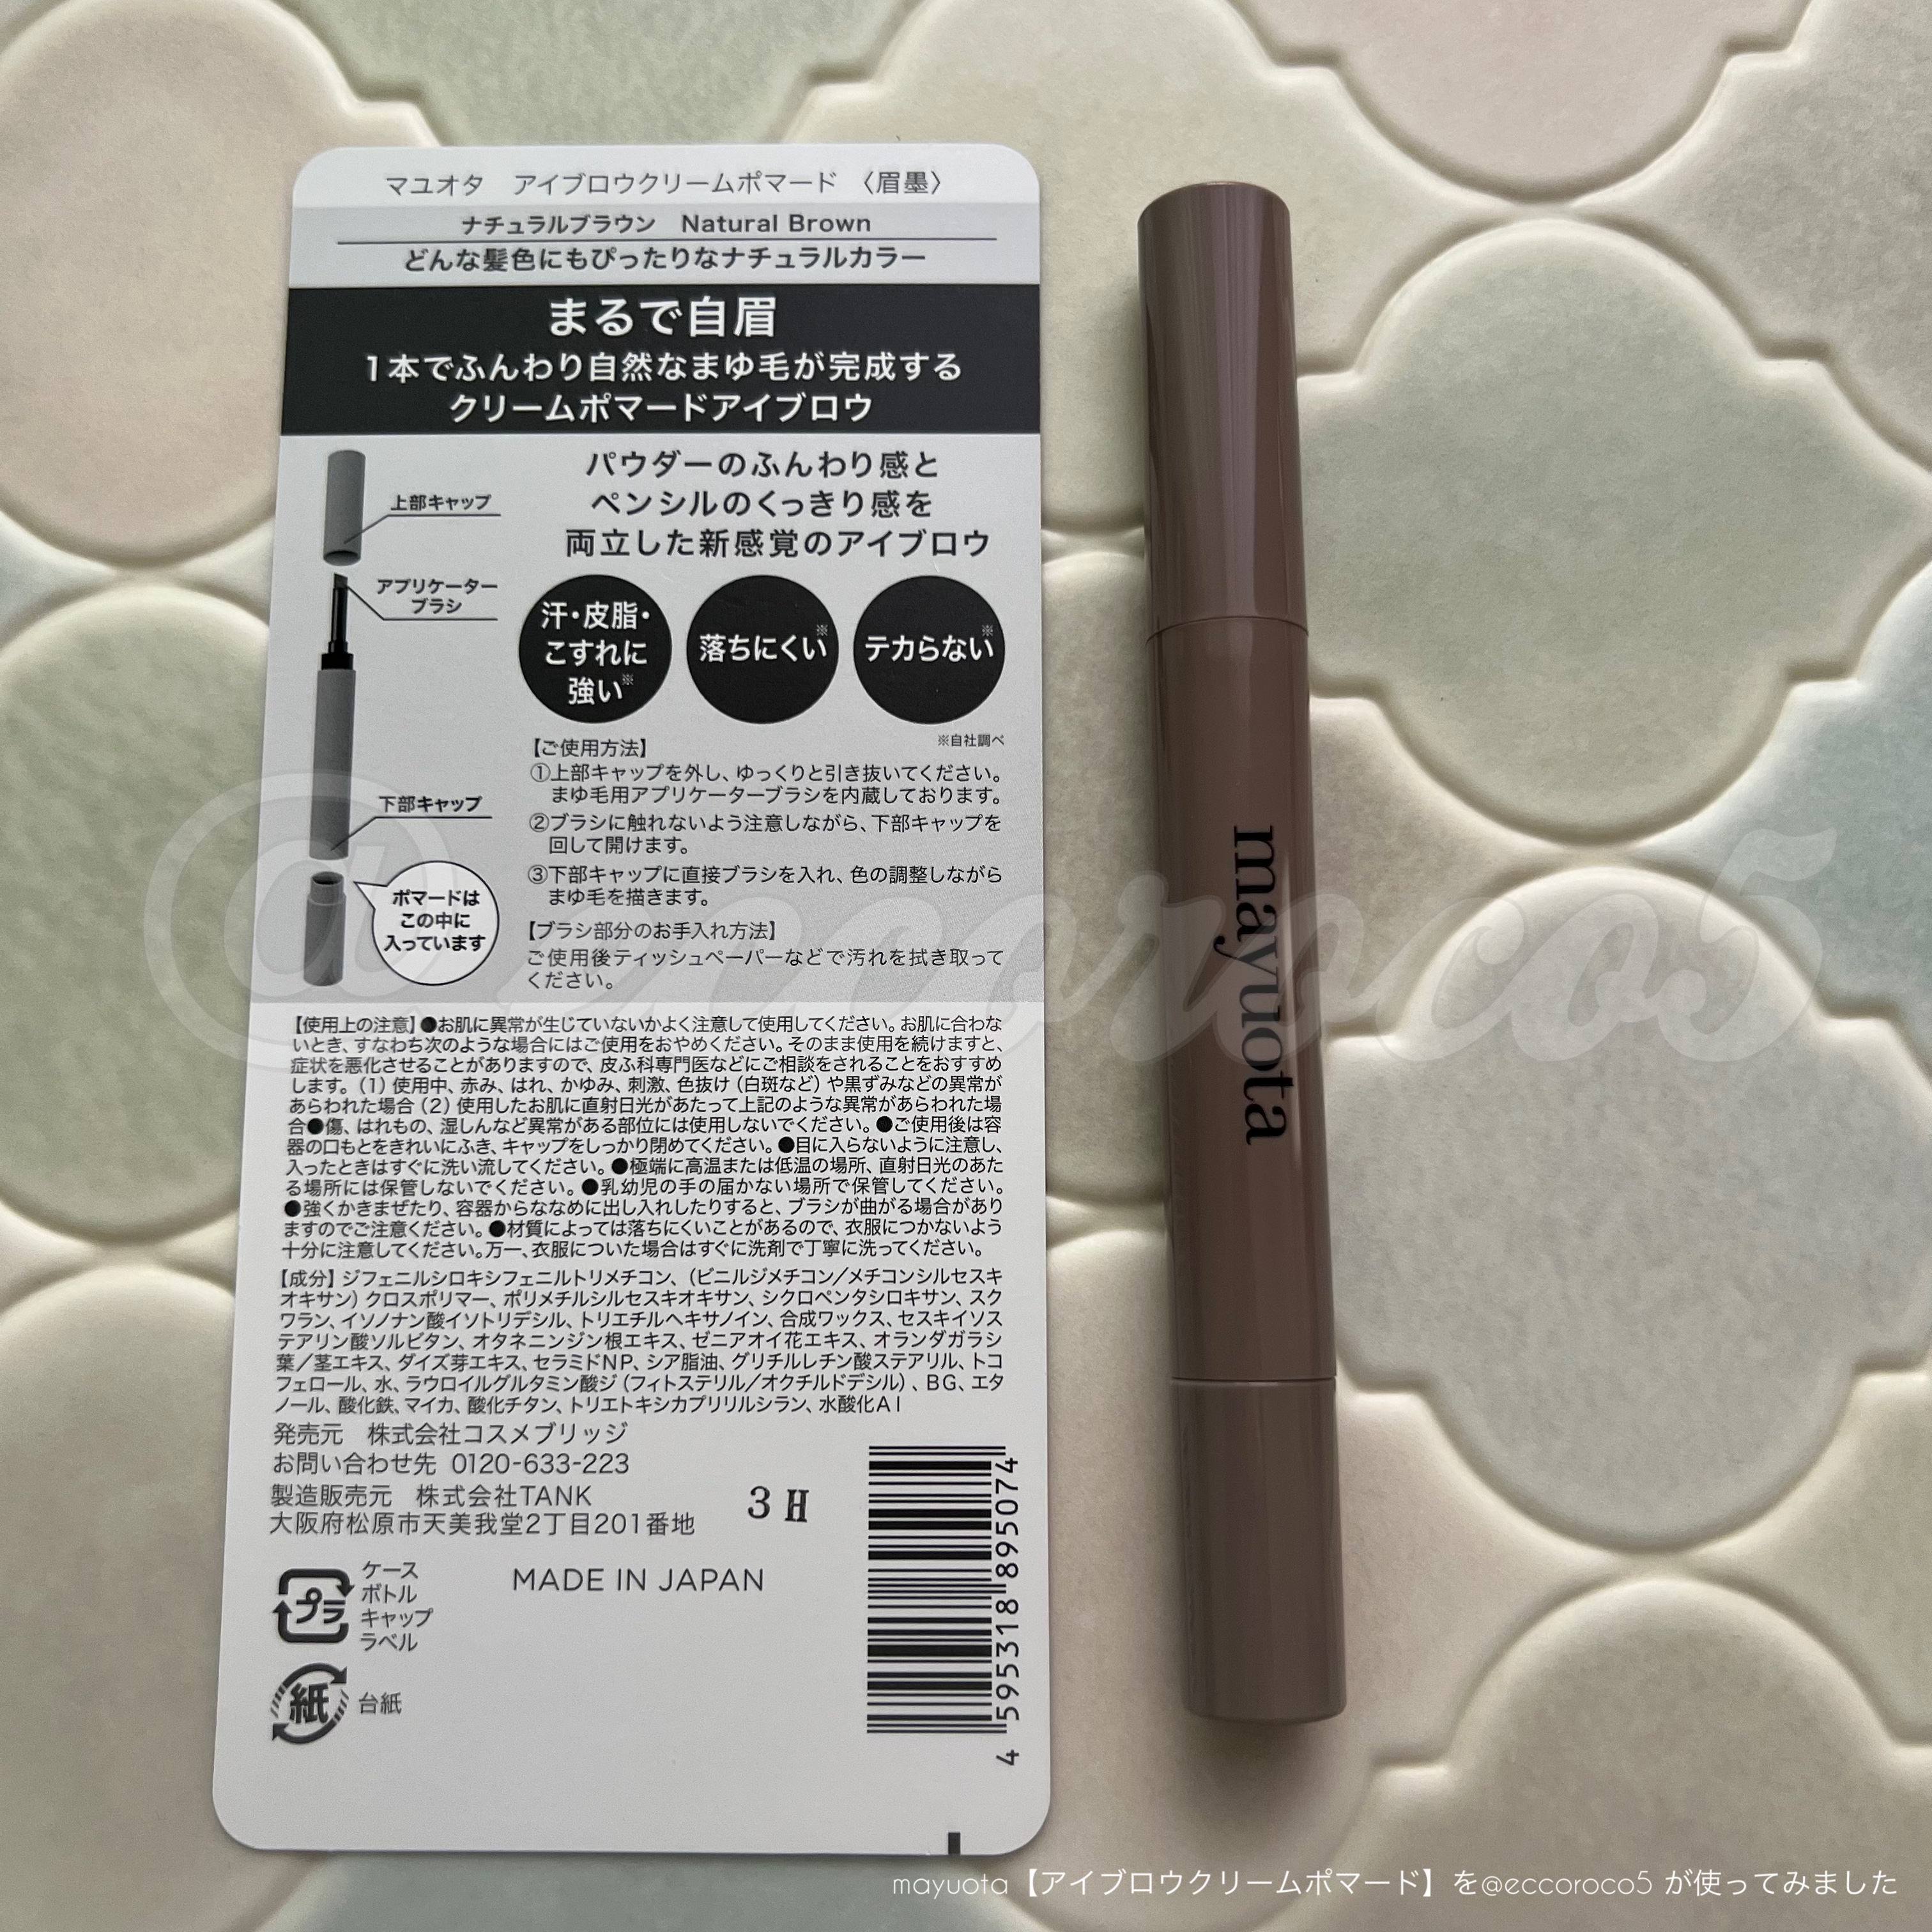 マユオタ　アイブロウクリームポマード　〈眉墨〉
ナチュラルブラウン　Natural Brown
どんな髪色にもぴったりなナチュラルカラー
まるで自眉
1本でふんわり自然なまゆ毛が完成する
クリームポマードアイブロウ
上部キャップ
アプリケーター
ブラシ
下部キャップ
ポマードは
この中に
入っています
パウダーのふんわり感と
ペンシルのくっきり感を
両立した新感覚のアイブロウ
汗・皮脂・
こすれに
強い※
落ちにくい※
テカらない※
※自社調べ
【ご使用方法】
①上部キャップを外し、ゆっくりと引き抜いてください。
まゆ毛用アプリケーターブラシを内蔵しております。
②ブラシに触れないよう注意しながら、下部キャップを
回して開けます。
③下部キャップに直接ブラシを入れ、色の調整しながら
まゆ毛を描きます。
【ブラシ部分のお手入れ方法】
ご使用後ティッシュペーパーなどで汚れを拭き取って
ください。
【使用上の注意】●お肌に異常が生じていないかよく注意して使用してください。お肌に合わな
いとき、すなわち次のような場合にはご使用をおやめください。そのまま使用を続けますと、
症状を悪化させることがありますので、皮ふ科専門医などにご相談をされることをおすすめ
します。（1）使用中、赤み、はれ、かゆみ、刺激、色抜け（白斑など）や黒ずみなどの異常が
あらわれた場合（2）使用したお肌に直射日光があたって上記のような異常があらわれた場
合●傷、はれもの、湿しんなど異常がある部位には使用しないでください。●ご使用後は容
器の口もとをきれいにふき、キャップをしっかり閉めてください。●目に入らないように注意し、
入ったときはすぐに洗い流してください。●極端に高温または低温の場所、直射日光のあた
る場所には保管しないでください。●乳幼児の手の届かない場所で保管してください。
●強くかきまぜたり、容器からななめに出し入れしたりすると、ブラシが曲がる場合があり
ますのでご注意ください。●材質によっては落ちにくいことがあるので、衣服につかないよう
十分に注意してください。万一、衣服についた場合はすぐに洗剤で丁寧に洗ってください。
【成分】ジフェニルシロキシフェニルトリメチコン、（ビニルジメチコン／メチコンシルセスキ
オキサン）クロスポリマー、ポリメチルシルセスキオキサン、シクロペンタシロキサン、スク
ワラン、イソノナン酸イソトリデシル、トリエチルヘキサノイン、合成ワックス、セスキイソス
テアリン酸ソルビタン、オタネニンジン根エキス、ゼニアオイ花エキス、オランダガラシ
葉／茎エキス、ダイズ芽エキス、セラミドNP、シア脂油、グリチルレチン酸ステアリル、トコ
フェロール、水、ラウロイルグルタミン酸ジ（フィトステリル／オクチルドデシル）、BG、エタ
ノール、酸化鉄、マイカ、酸化チタン、トリエトキシカプリリルシラン、水酸化Al
発売元　株式会社コスメブリッジ
お問い合わせ先 0120-633-223
製造販売元　株式会社TANK
大阪府松原市天美我堂2丁目201番地
3H
MADE IN JAPAN
プラ
ケース
ボトル
キャップ
ラベル
紙
台紙
4 595318 895074
mayuota
@eccoroco5
mayuota【アイブロウクリームポマード】を@eccoroco5 が使ってみました